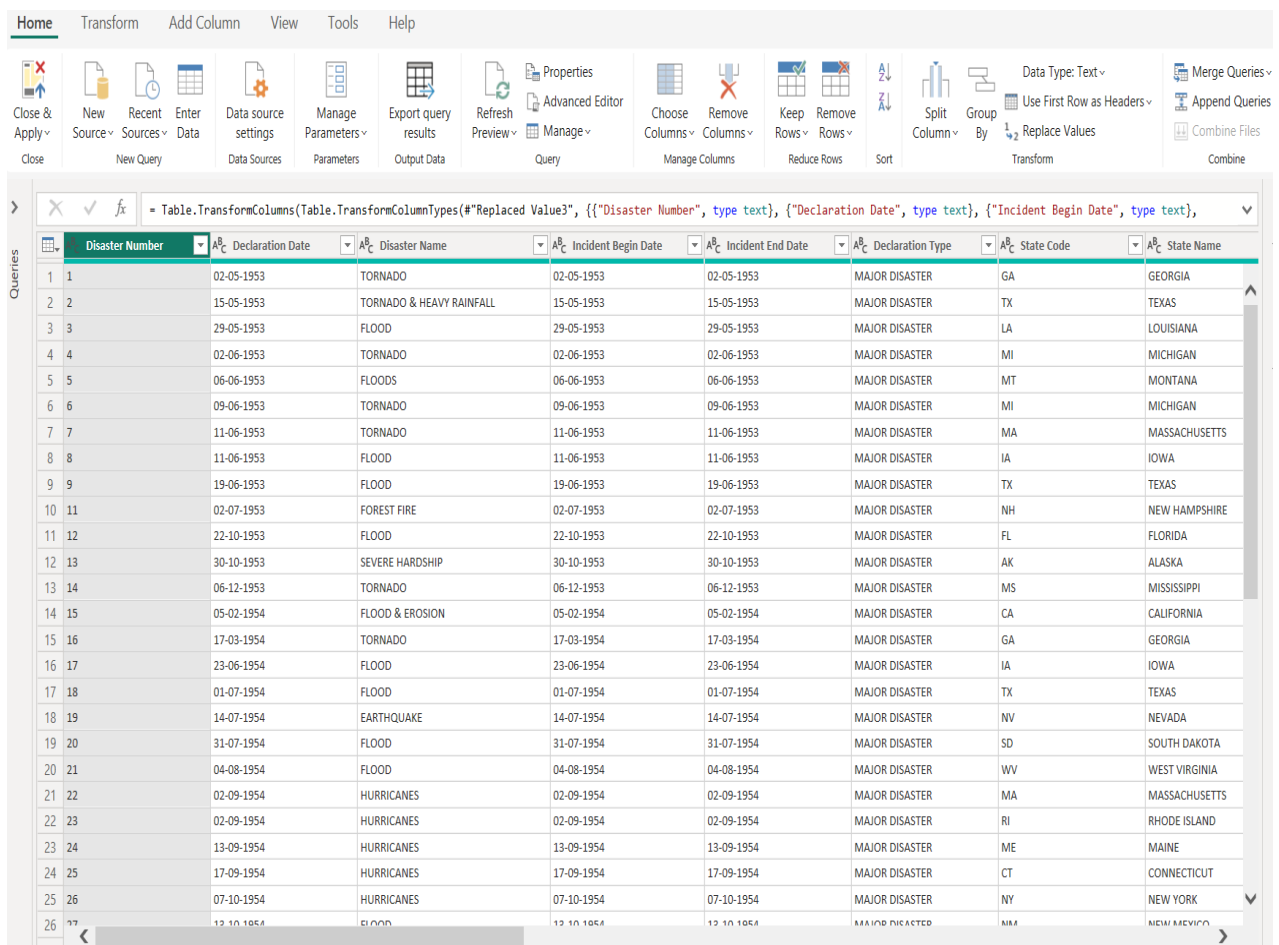 Home Transform Add Column View Tools Help
Close & Apply New Source Recent Sources Enter Data Data source settings Manage Parameters Export query results Refresh Preview Properties Advanced Editor Manage Choose Columns Remove Columns Keep Rows Remove Rows Split Column Group By Data Type: Text Use First Row as Headers Replace Values Merge Queries Append Queries Combine Files
Close New Query Data Sources Parameters Output Data Query Manage Columns Reduce Rows Sort Transform Combine
fx = Table.TransformColumns(Table.TransformColumnTypes(#"Replaced Value3", {{"Disaster Number", type text}, {"Declaration Date", type text}, {"Incident Begin Date", type text},
Queries
Disaster Number ABC Declaration Date ABC Disaster Name ABC Incident Begin Date ABC Incident End Date ABC Declaration Type ABC State Code ABC State Name
1 1 02-05-1953 TORNADO 02-05-1953 02-05-1953 MAJOR DISASTER GA GEORGIA
2 2 15-05-1953 TORNADO & HEAVY RAINFALL 15-05-1953 15-05-1953 MAJOR DISASTER TX TEXAS
3 3 29-05-1953 FLOOD 29-05-1953 29-05-1953 MAJOR DISASTER LA LOUISIANA
4 4 02-06-1953 TORNADO 02-06-1953 02-06-1953 MAJOR DISASTER MI MICHIGAN
5 5 06-06-1953 FLOODS 06-06-1953 06-06-1953 MAJOR DISASTER MT MONTANA
6 6 09-06-1953 TORNADO 09-06-1953 09-06-1953 MAJOR DISASTER MI MICHIGAN
7 7 11-06-1953 TORNADO 11-06-1953 11-06-1953 MAJOR DISASTER MA MASSACHUSETTS
8 8 11-06-1953 FLOOD 11-06-1953 11-06-1953 MAJOR DISASTER IA IOWA
9 9 19-06-1953 FLOOD 19-06-1953 19-06-1953 MAJOR DISASTER TX TEXAS
10 11 02-07-1953 FOREST FIRE 02-07-1953 02-07-1953 MAJOR DISASTER NH NEW HAMPSHIRE
11 12 22-10-1953 FLOOD 22-10-1953 22-10-1953 MAJOR DISASTER FL FLORIDA
12 13 30-10-1953 SEVERE HARDSHIP 30-10-1953 30-10-1953 MAJOR DISASTER AK ALASKA
13 14 06-12-1953 TORNADO 06-12-1953 06-12-1953 MAJOR DISASTER MS MISSISSIPPI
14 15 05-02-1954 FLOOD & EROSION 05-02-1954 05-02-1954 MAJOR DISASTER CA CALIFORNIA
15 16 17-03-1954 TORNADO 17-03-1954 17-03-1954 MAJOR DISASTER GA GEORGIA
16 17 23-06-1954 FLOOD 23-06-1954 23-06-1954 MAJOR DISASTER IA IOWA
17 18 01-07-1954 FLOOD 01-07-1954 01-07-1954 MAJOR DISASTER TX TEXAS
18 19 14-07-1954 EARTHQUAKE 14-07-1954 14-07-1954 MAJOR DISASTER NV NEVADA
19 20 31-07-1954 FLOOD 31-07-1954 31-07-1954 MAJOR DISASTER SD SOUTH DAKOTA
20 21 04-08-1954 FLOOD 04-08-1954 04-08-1954 MAJOR DISASTER WV WEST VIRGINIA
21 22 02-09-1954 HURRICANES 02-09-1954 02-09-1954 MAJOR DISASTER MA MASSACHUSETTS
22 23 02-09-1954 HURRICANES 02-09-1954 02-09-1954 MAJOR DISASTER RI RHODE ISLAND
23 24 13-09-1954 HURRICANES 13-09-1954 13-09-1954 MAJOR DISASTER ME MAINE
24 25 17-09-1954 HURRICANES 17-09-1954 17-09-1954 MAJOR DISASTER CT CONNECTICUT
25 26 07-10-1954 HURRICANES 07-10-1954 07-10-1954 MAJOR DISASTER NY NEW YORK
26 27 13-10-1954 FLOOD 13-10-1954 13-10-1954 MAJOR DISASTER NM NEW MEXICO